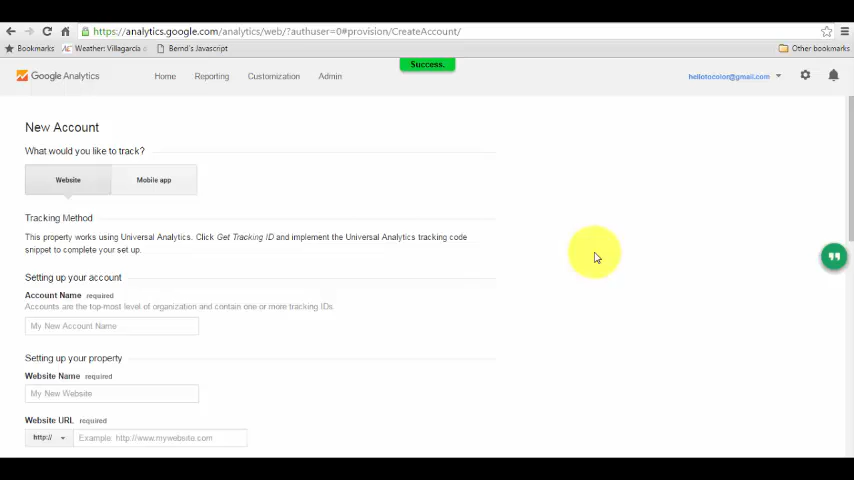 https://analytics.google.com/analytics/web/?authuser=0#provision/CreateAccount/
Bookmarks Weather: Villagarcia Bernd's Javascript Other bookmarks
Success.
Google Analytics Home Reporting Customization Admin hellotocolor@gmail.com
New Account
What would you like to track?
Website Mobile app
Tracking Method
This property works using Universal Analytics. Click Get Tracking ID and implement the Universal Analytics tracking code
snippet to complete your set up.
Setting up your account
Account Name required
Accounts are the top-most level of organization and contain one or more tracking IDs.
My New Account Name
Setting up your property
Website Name required
My New Website
Website URL required
http:// Example: http://www.mywebsite.com